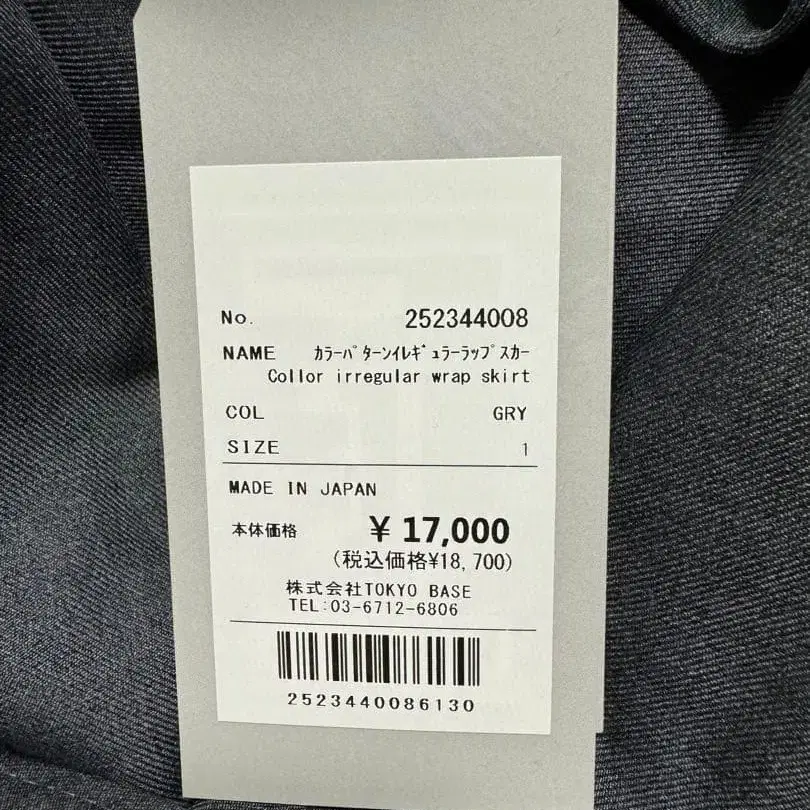 No. 252344008
NAME ｶﾗｰﾊﾟﾀｰﾝｲﾚｷﾞｭﾗｰﾗｯﾌﾟｽｶｰ
Collor irregular wrap skirt
COL GRY
SIZE 1
MADE IN JAPAN
本体価格 ¥ 17,000
(税込価格¥18,700)
株式会社TOKYO BASE
TEL:03-6712-6806
2523440086130